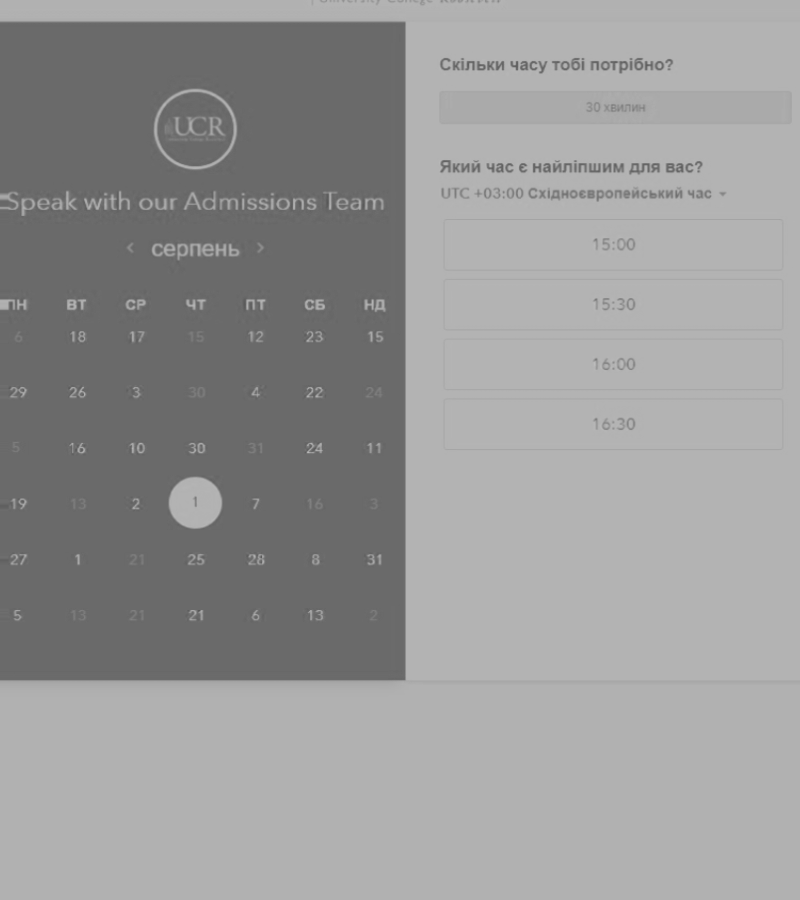 University College
UCR
Speak with our Admissions Team
‹ серпень ›
ПН ВТ СР ЧТ ПТ СБ НД
6 18 17 15 12 23 15
29 26 3 30 4 22 24
5 16 10 30 31 24 11
19 13 2 1 7 16 3
27 1 21 25 28 8 31
5 13 21 21 6 13 2
Скільки часу тобі потрібно?
30 хвилин
Який час є найліпшим для вас?
UTC +03:00 Східноєвропейський час
15:00
15:30
16:00
16:30